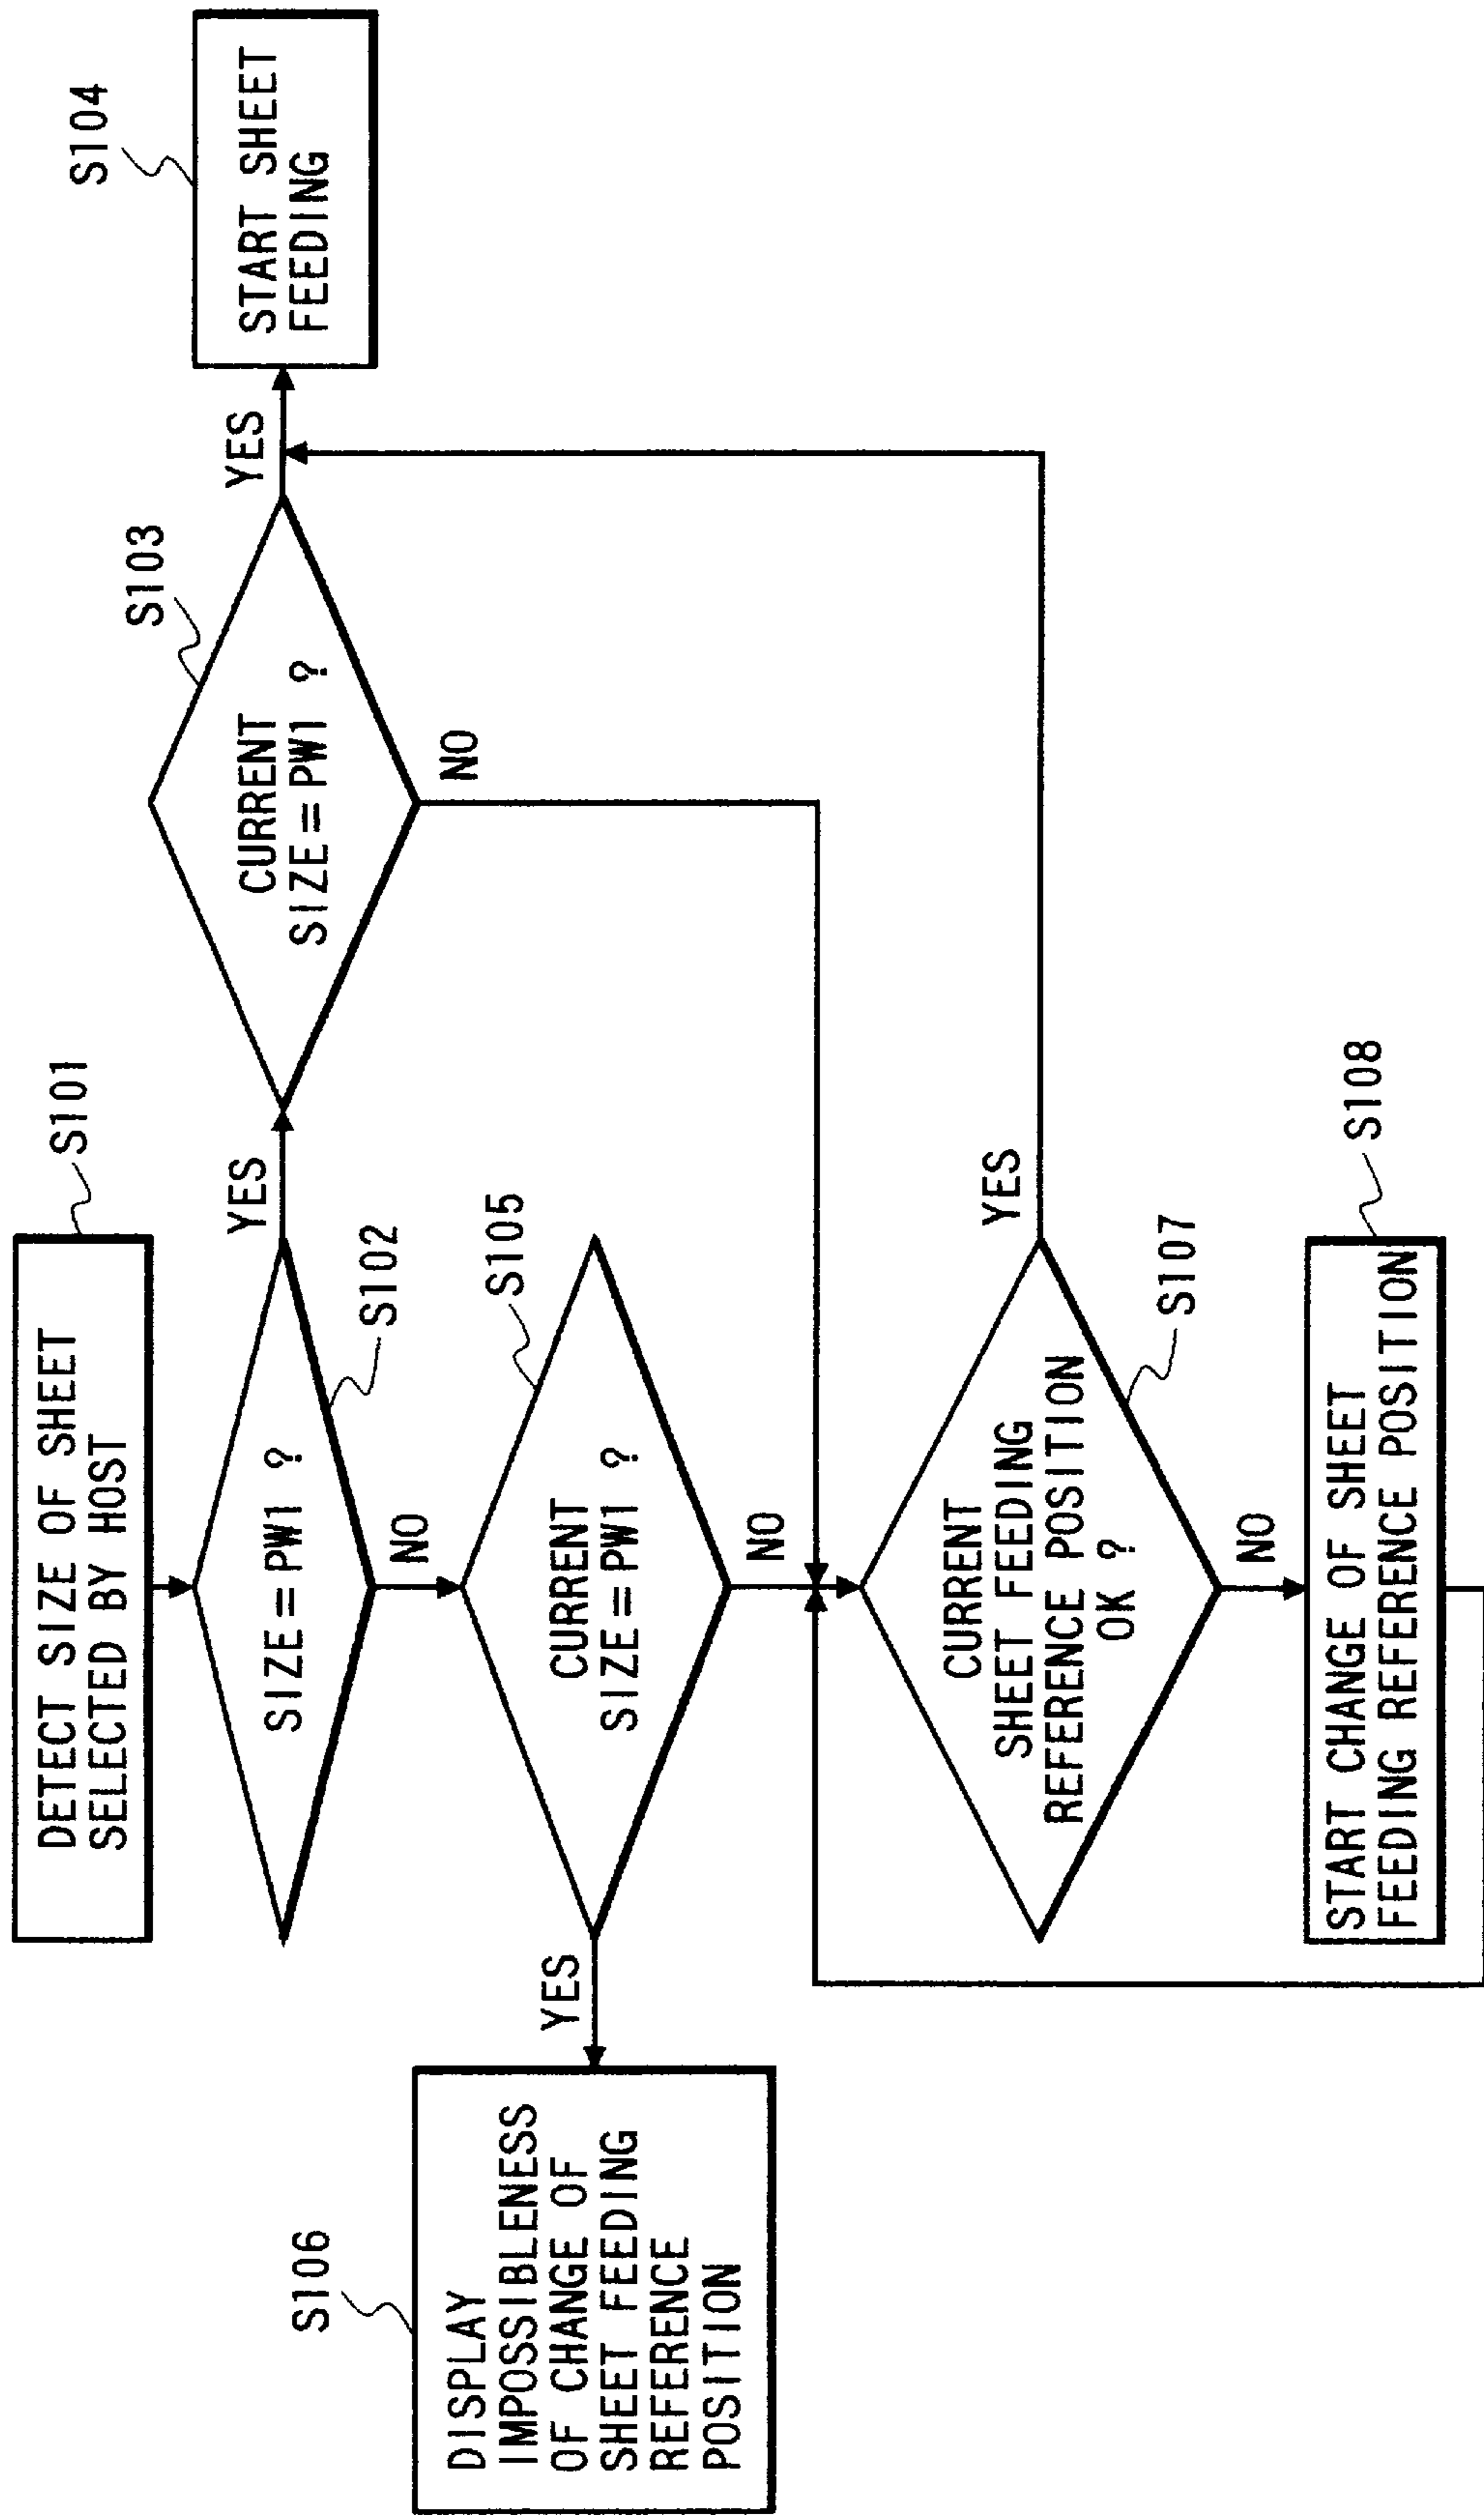 S101
DETECT SIZE OF SHEET
SELECTED BY HOST
S102
SIZE=PW1 ?
YES
NO
S103
CURRENT
SIZE=PW1 ?
YES
NO
S104
START SHEET
FEEDING
S105
CURRENT
SIZE=PW1 ?
YES
NO
S106
DISPLAY
IMPOSSIBLENESS
OF CHANGE OF
SHEET FEEDING
REFERENCE
POSITION
S107
CURRENT
SHEET FEEDING
REFERENCE POSITION
OK ?
YES
NO
S108
START CHANGE OF SHEET
FEEDING REFERENCE POSITION